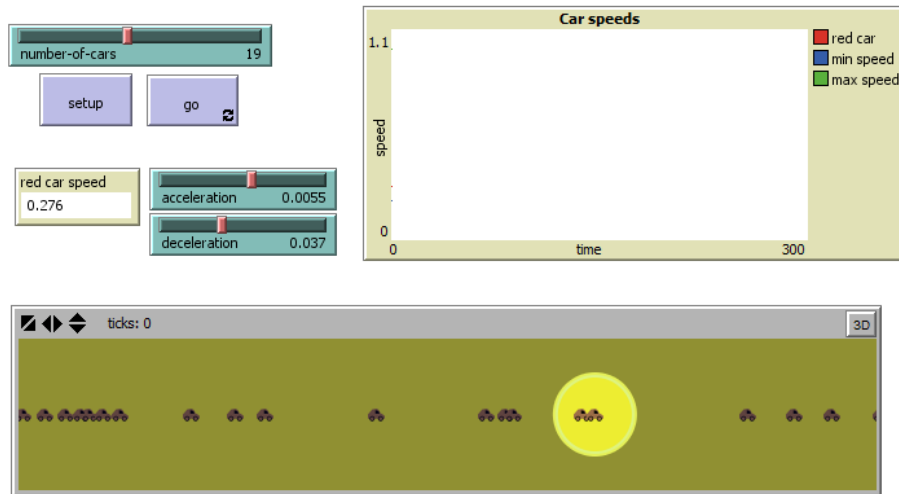 number-of-cars 19
setup
go
red car speed
0.276
acceleration 0.0055
deceleration 0.037
Car speeds
1.1
speed
0
0 time 300
red car
min speed
max speed
ticks: 0
3D